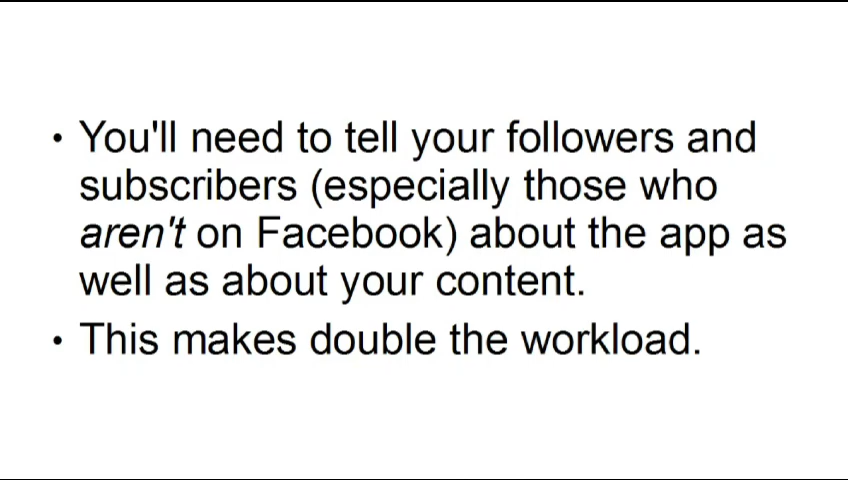 • You'll need to tell your followers and
subscribers (especially those who
aren't on Facebook) about the app as
well as about your content.
• This makes double the workload.